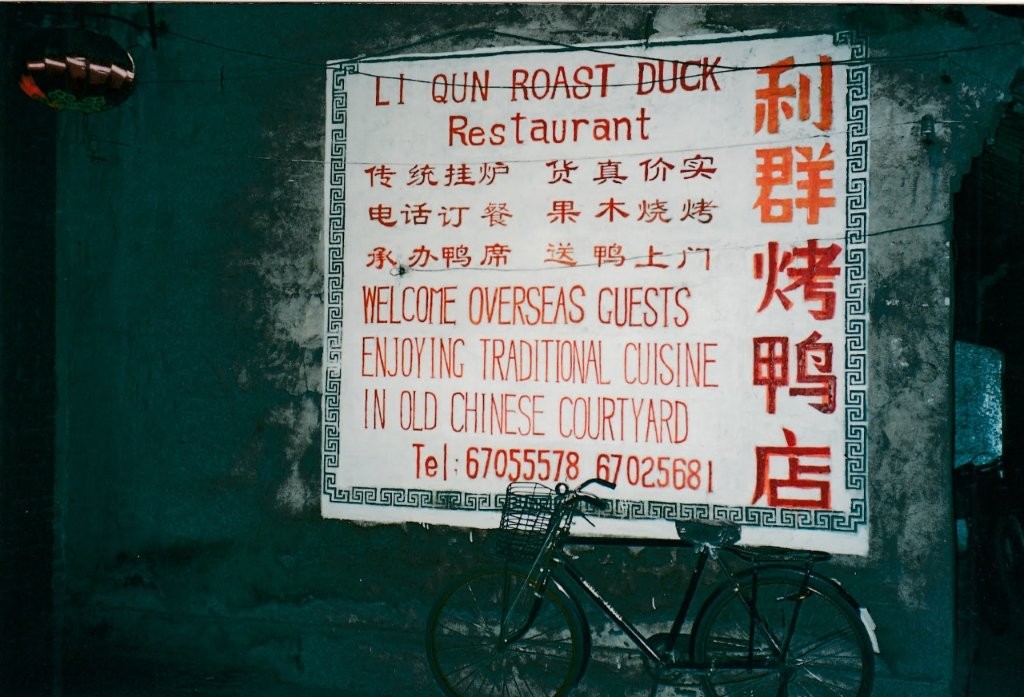 LI QUN ROAST DUCK
Restaurant
传统挂炉 货真价实
电话订餐 果木烧烤
承办鸭席 送鸭上门
WELCOME OVERSEAS GUESTS
ENJOYING TRADITIONAL CUISINE
IN OLD CHINESE COURTYARD
Tel: 67055578 67025681
利群烤鸭店